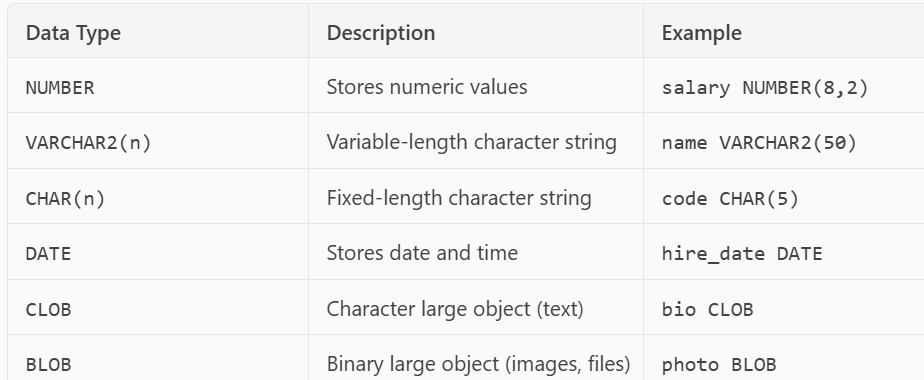 Data Type Description Example
NUMBER Stores numeric values salary NUMBER(8,2)
VARCHAR2(n) Variable-length character string name VARCHAR2(50)
CHAR(n) Fixed-length character string code CHAR(5)
DATE Stores date and time hire_date DATE
CLOB Character large object (text) bio CLOB
BLOB Binary large object (images, files) photo BLOB